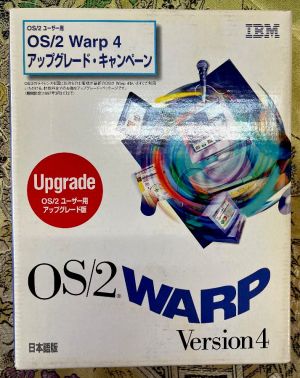 OS/2 ユーザー用
OS/2 Warp 4
アップグレード・キャンペーン
IBM
Upgrade
OS/2 ユーザー用
アップグレード版
OS/2® WARP
Version 4
日本語版